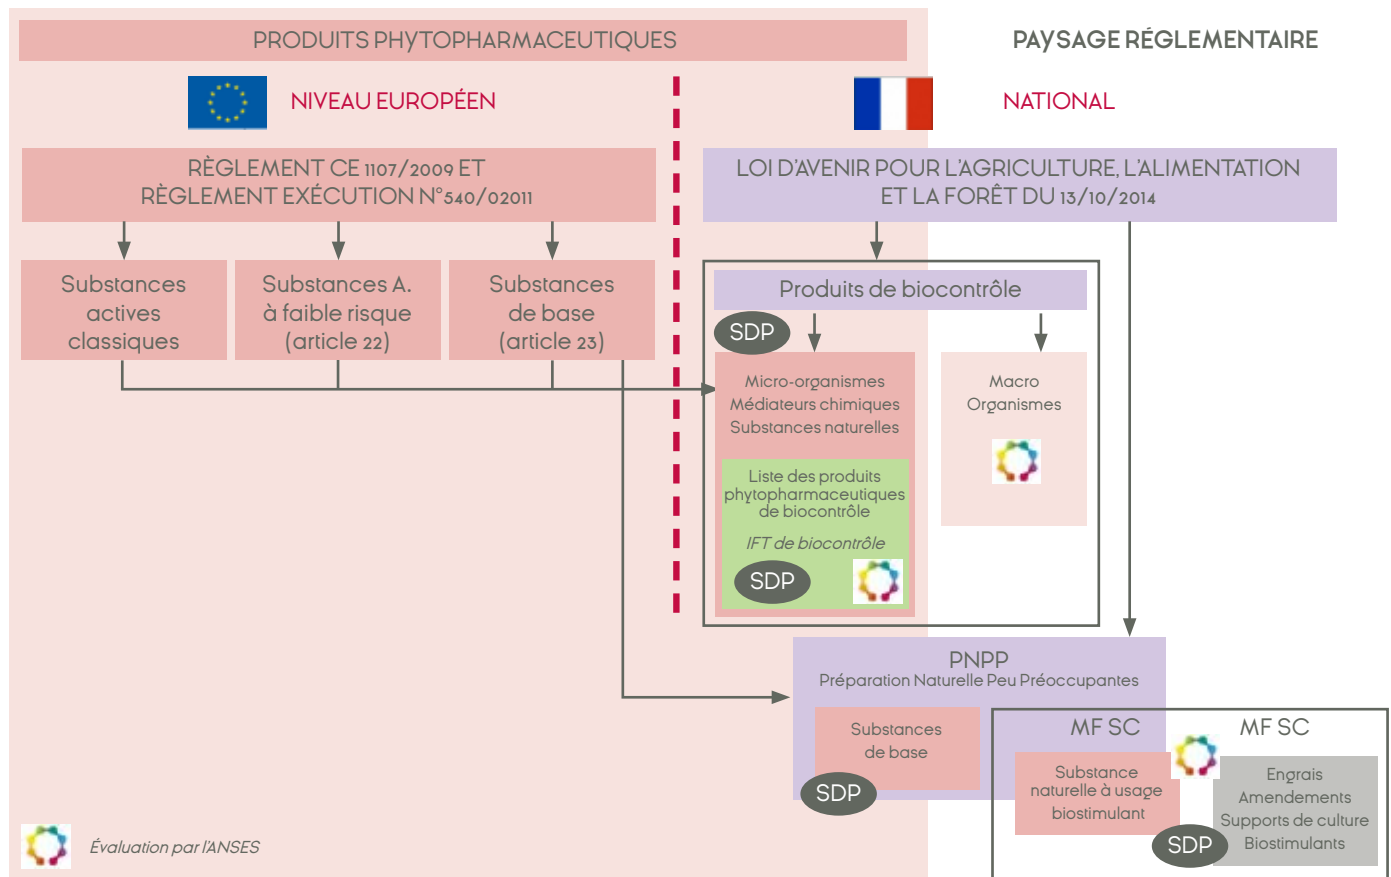 PRODUITS PHYTOPHARMACEUTIQUES
PAYSAGE RÉGLEMENTAIRE
NIVEAU EUROPÉEN
NATIONAL
RÈGLEMENT CE 1107/2009 ET
RÈGLEMENT EXÉCUTION N°540/02011
LOI D'AVENIR POUR L'AGRICULTURE, L'ALIMENTATION
ET LA FORÊT DU 13/10/2014
Substances
actives
classiques
Substances A.
à faible risque
(article 22)
Substances
de base
(article 23)
Produits de biocontrôle
SDP
Micro-organismes
Médiateurs chimiques
Substances naturelles
Macro
Organismes
Liste des produits
phytopharmaceutiques
de biocontrôle
IFT de biocontrôle
SDP
PNPP
Préparation Naturelle Peu Préoccupantes
Substances
de base
SDP
MF SC
Substance
naturelle à usage
biostimulant
MF SC
Engrais
Amendements
Supports de culture
Biostimulants
SDP
Évaluation par l'ANSES